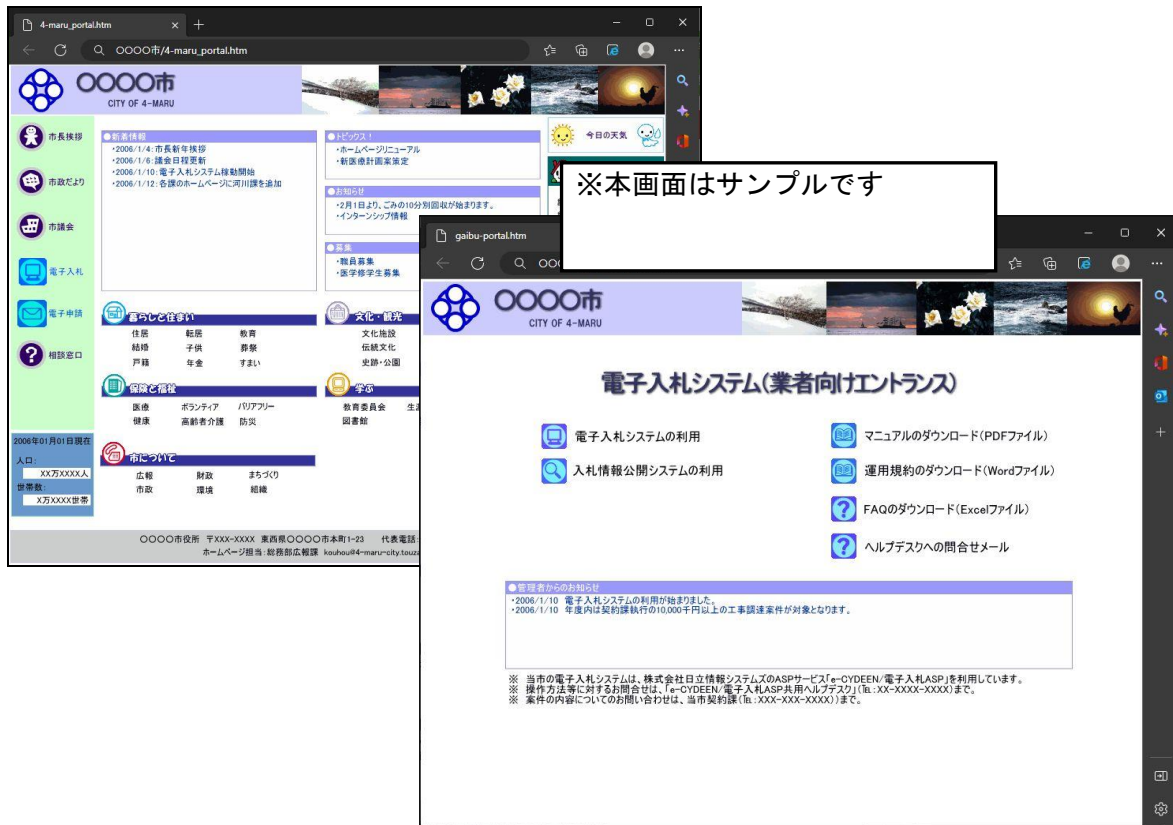 4-maru_portal.htm
OOOO市/4-maru_portal.htm
OOOO市
CITY OF 4-MARU
市長挨拶
市政だより
市議会
電子入札
電子申請
相談窓口
2006年01月01日現在
人口:
XX万XXXX人
世帯数:
X万XXXX世帯
●新着情報
・2006/1/4:市長新年挨拶
・2006/1/6:議会日程更新
・2006/1/10:電子入札システム稼動開始
・2006/1/12:各課のホームページに河川課を追加
●トピックス!
・ホームページリニューアル
・新医療計画案策定
●お知らせ
・2月1日より、ごみの10分別回収が始まります。
・インターンシップ情報
●募集
・職員募集
・医学修学生募集
今日の天気
暮らしと住まい
住居 転居 教育
結婚 子供 葬祭
戸籍 年金 すまい
文化・観光
文化施設
伝統文化
史跡・公園
保険と福祉
医療 ボランティア バリアフリー
健康 高齢者介護 防災
学ぶ
教育委員会
図書館
市について
広報 財政 まちづくり
市政 環境 組織
OOOO市役所 〒XXX-XXXX 東西県OOOO市本町1-23 代表電話:
ホームページ担当:総務部広報課 kouhou@4-maru-city.touza
※本画面はサンプルです
gaibu-portal.htm
OOOO市
CITY OF 4-MARU
電子入札システム(業者向けエントランス)
電子入札システムの利用
入札情報公開システムの利用
マニュアルのダウンロード(PDFファイル)
運用規約のダウンロード(Wordファイル)
FAQのダウンロード(Excelファイル)
ヘルプデスクへの問合せメール
●管理者からのお知らせ
・2006/1/10 電子入札システムの利用が始まりました。
・2006/1/10 年度内は契約課執行の10,000千円以上の工事調達案件が対象となります。
※ 当市の電子入札システムは、株式会社日立情報システムズのASPサービス「e-CYDEEN/電子入札ASP」を利用しています。
※ 操作方法等に対するお問合せは、「e-CYDEEN/電子入札ASP共用ヘルプデスク」(℡:XX-XXXX-XXXX)まで。
※ 案件の内容についてのお問い合わせは、当市契約課(℡:XXX-XXX-XXXX))まで。